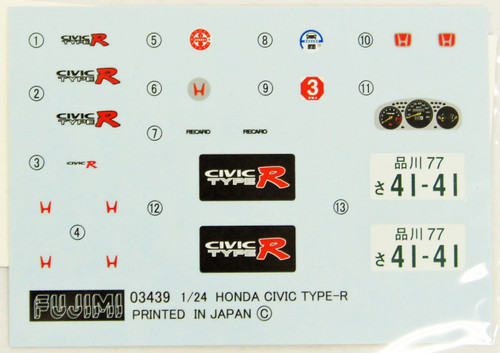 ① CIVIC TYPE R
② CIVIC TYPE R
CIVIC TYPE R
③ CIVIC R
④
⑤
⑥
⑦ RECARO RECARO
⑧
⑨ 3
⑩
⑪
⑫ CIVIC TYPE R
CIVIC TYPE R
⑬ 品川 77
さ 41-41
品川 77
さ 41-41
FUJIMI 03439 1/24 HONDA CIVIC TYPE-R
PRINTED IN JAPAN Ⓒ